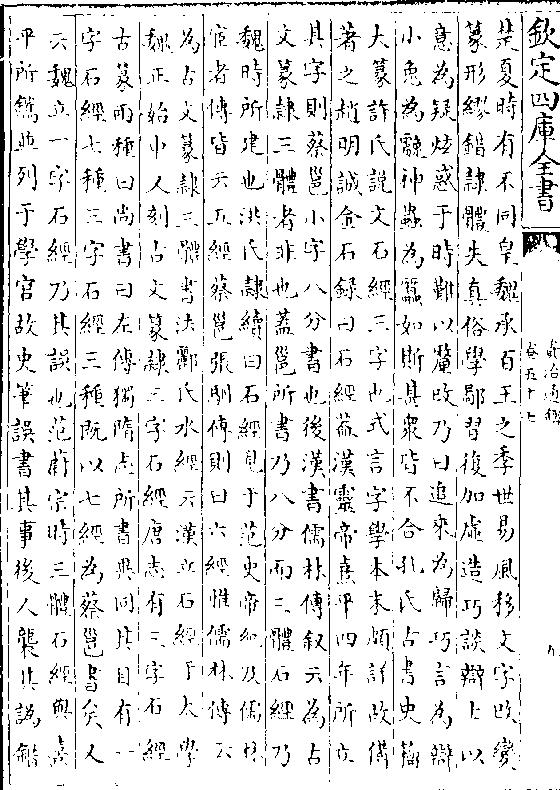 欽定四庫全書
資治通鑑
卷五十七
楚夏時有不同皇魏承百王之季世易風移文字改變
篆形繆錯隸體失真俗學鄙習復加虛造巧談辯士以
意為疑炫惑于時難以釐改乃曰追來為歸巧言為辯
小兔為䨲神蟲為蠶如斯甚衆皆不合孔氏古書史籀
大篆許氏說文石經三字也式言字學本末頗詳故備
著之趙明誠金石錄曰石經葢漢靈帝熹平四年所立
其字則蔡邕小字八分書也後漢書儒林傳叙云為古
文篆隸三體者非也蓋邕所書乃八分而三體石經乃
魏時所建也洪氏隸續曰石經見于范史帝紀及儒林
宦者傳皆云五經蔡邕張馴傳則曰六經惟儒林傳云
為古文篆隸三體書法酈氏水經云漢立石經于太學
魏正始中人刻古文篆隸三字石經唐志有三字石經
古篆兩種曰尚書曰左傳獨隋志所書異同其目有一
字石經七種三字石經三種既以七經為蔡邕書矣又
云魏立一字石經乃其誤也范蔚宗時三體石經與熹
平所鐫並列于學宫故史筆誤書其事後人襲其譌錯